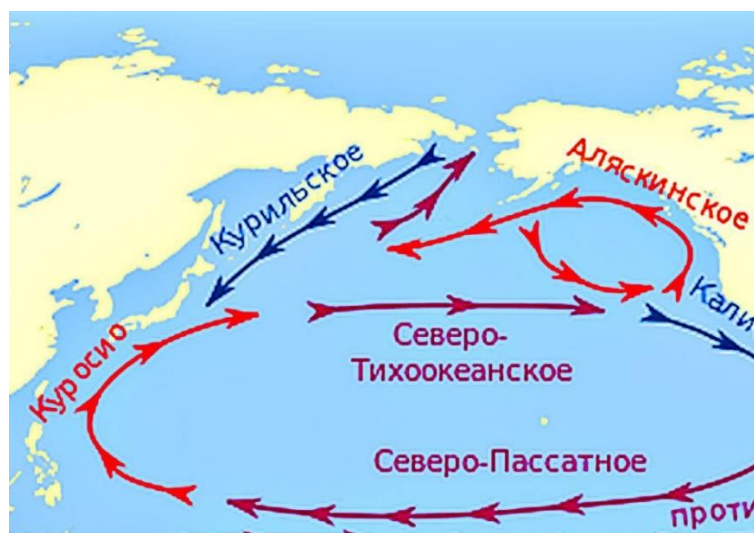 Аляскинское
Курильское
Кали
Куросио
Северо-
Тихоокеанское
Северо-Пассатное
проти